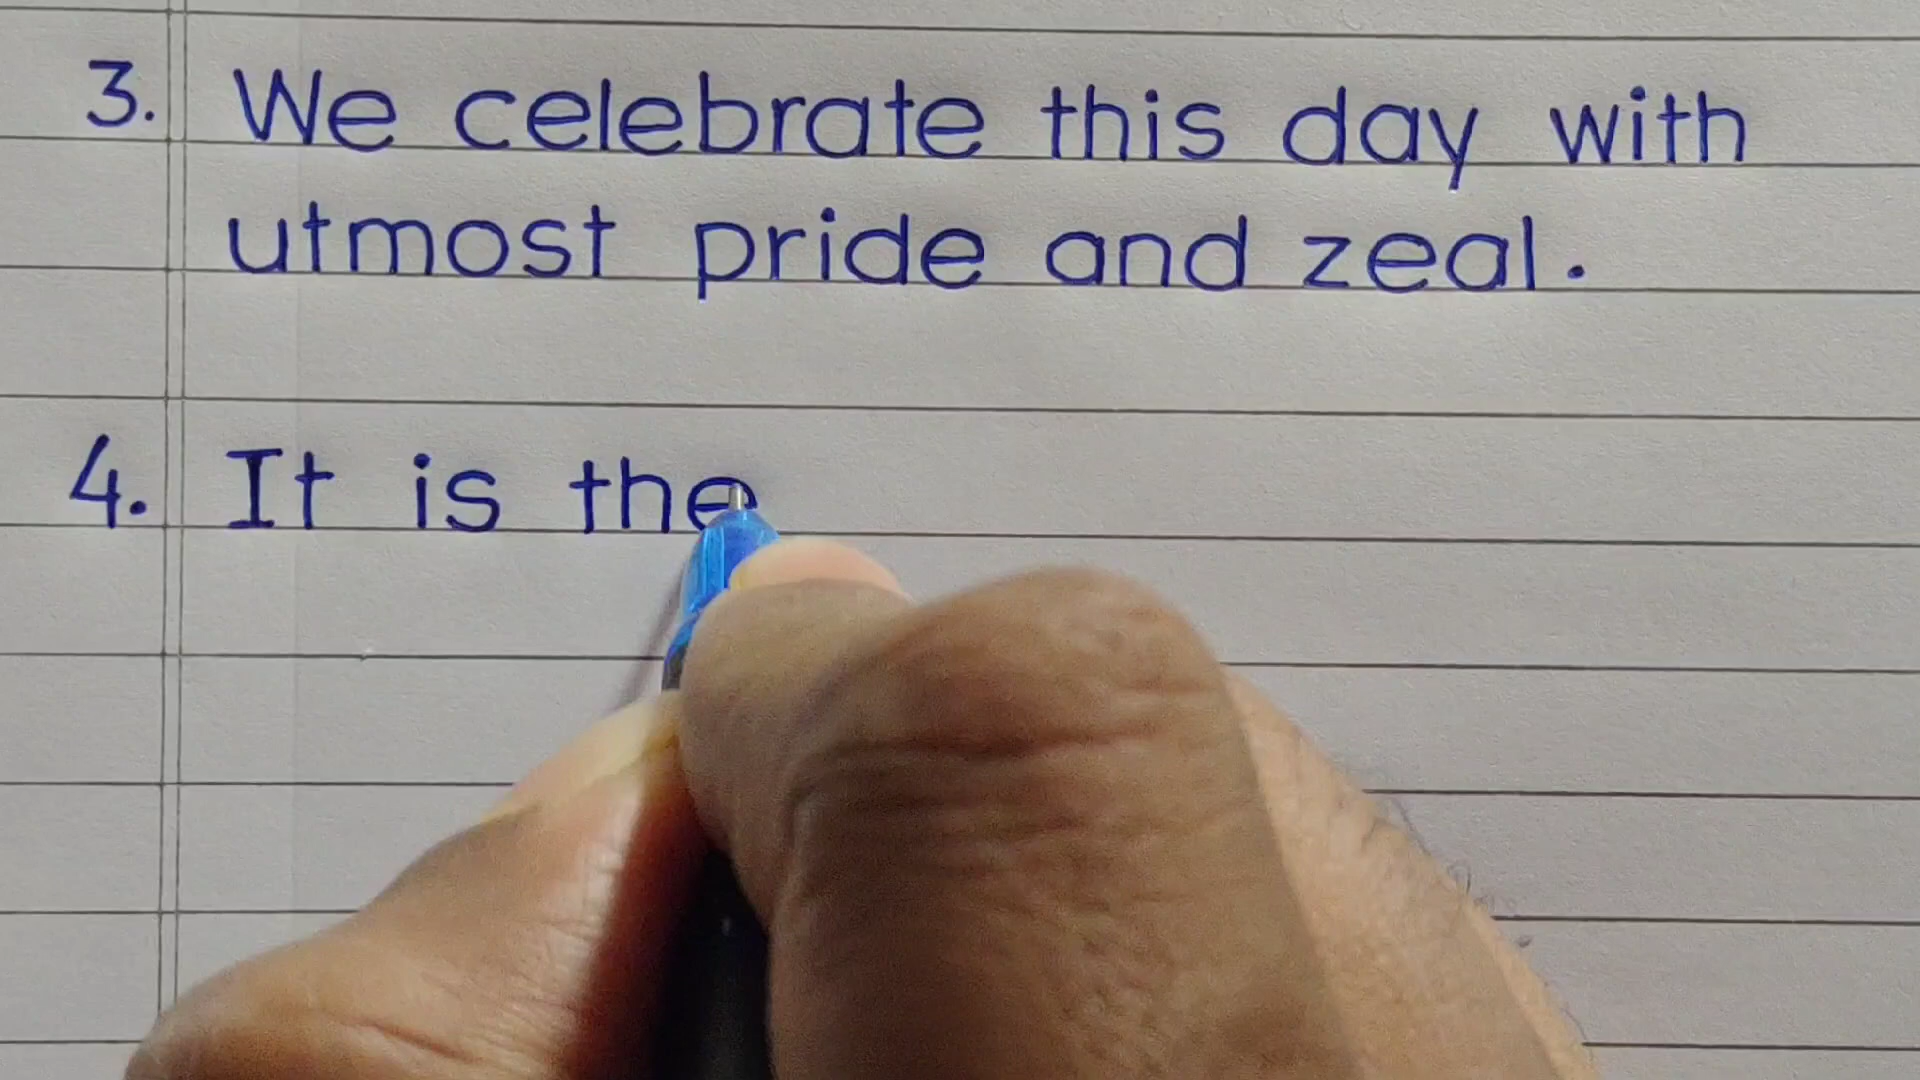 3. We celebrate this day with
utmost pride and zeal.
4. It is the